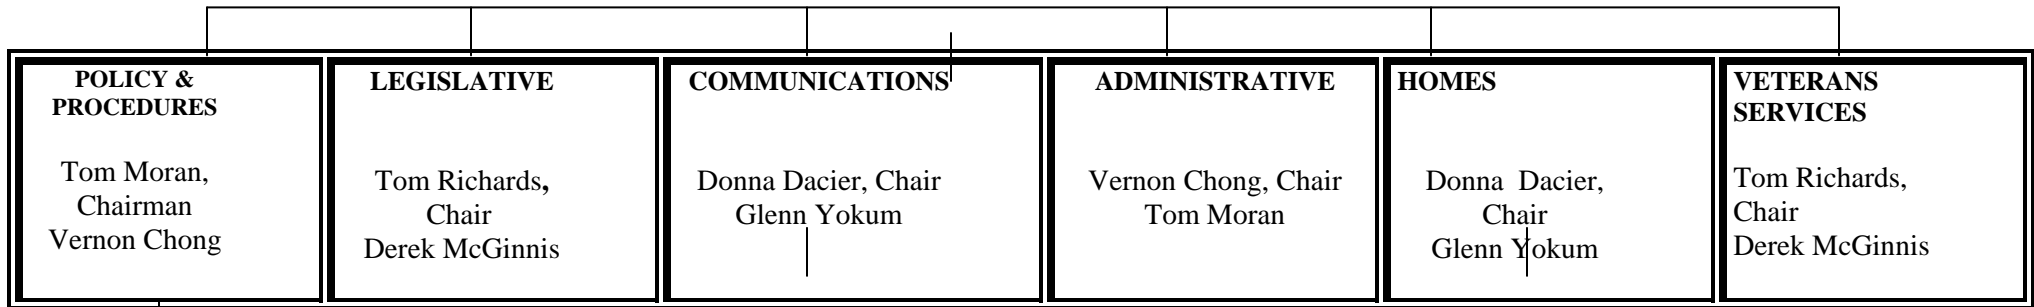 POLICY &
PROCEDURES
Tom Moran,
Chairman
Vernon Chong
LEGISLATIVE
Tom Richards,
Chair
Derek McGinnis
COMMUNICATIONS
Donna Dacier, Chair
Glenn Yokum
ADMINISTRATIVE
Vernon Chong, Chair
Tom Moran
HOMES
Donna Dacier,
Chair
Glenn Yokum
VETERANS
SERVICES
Tom Richards,
Chair
Derek McGinnis